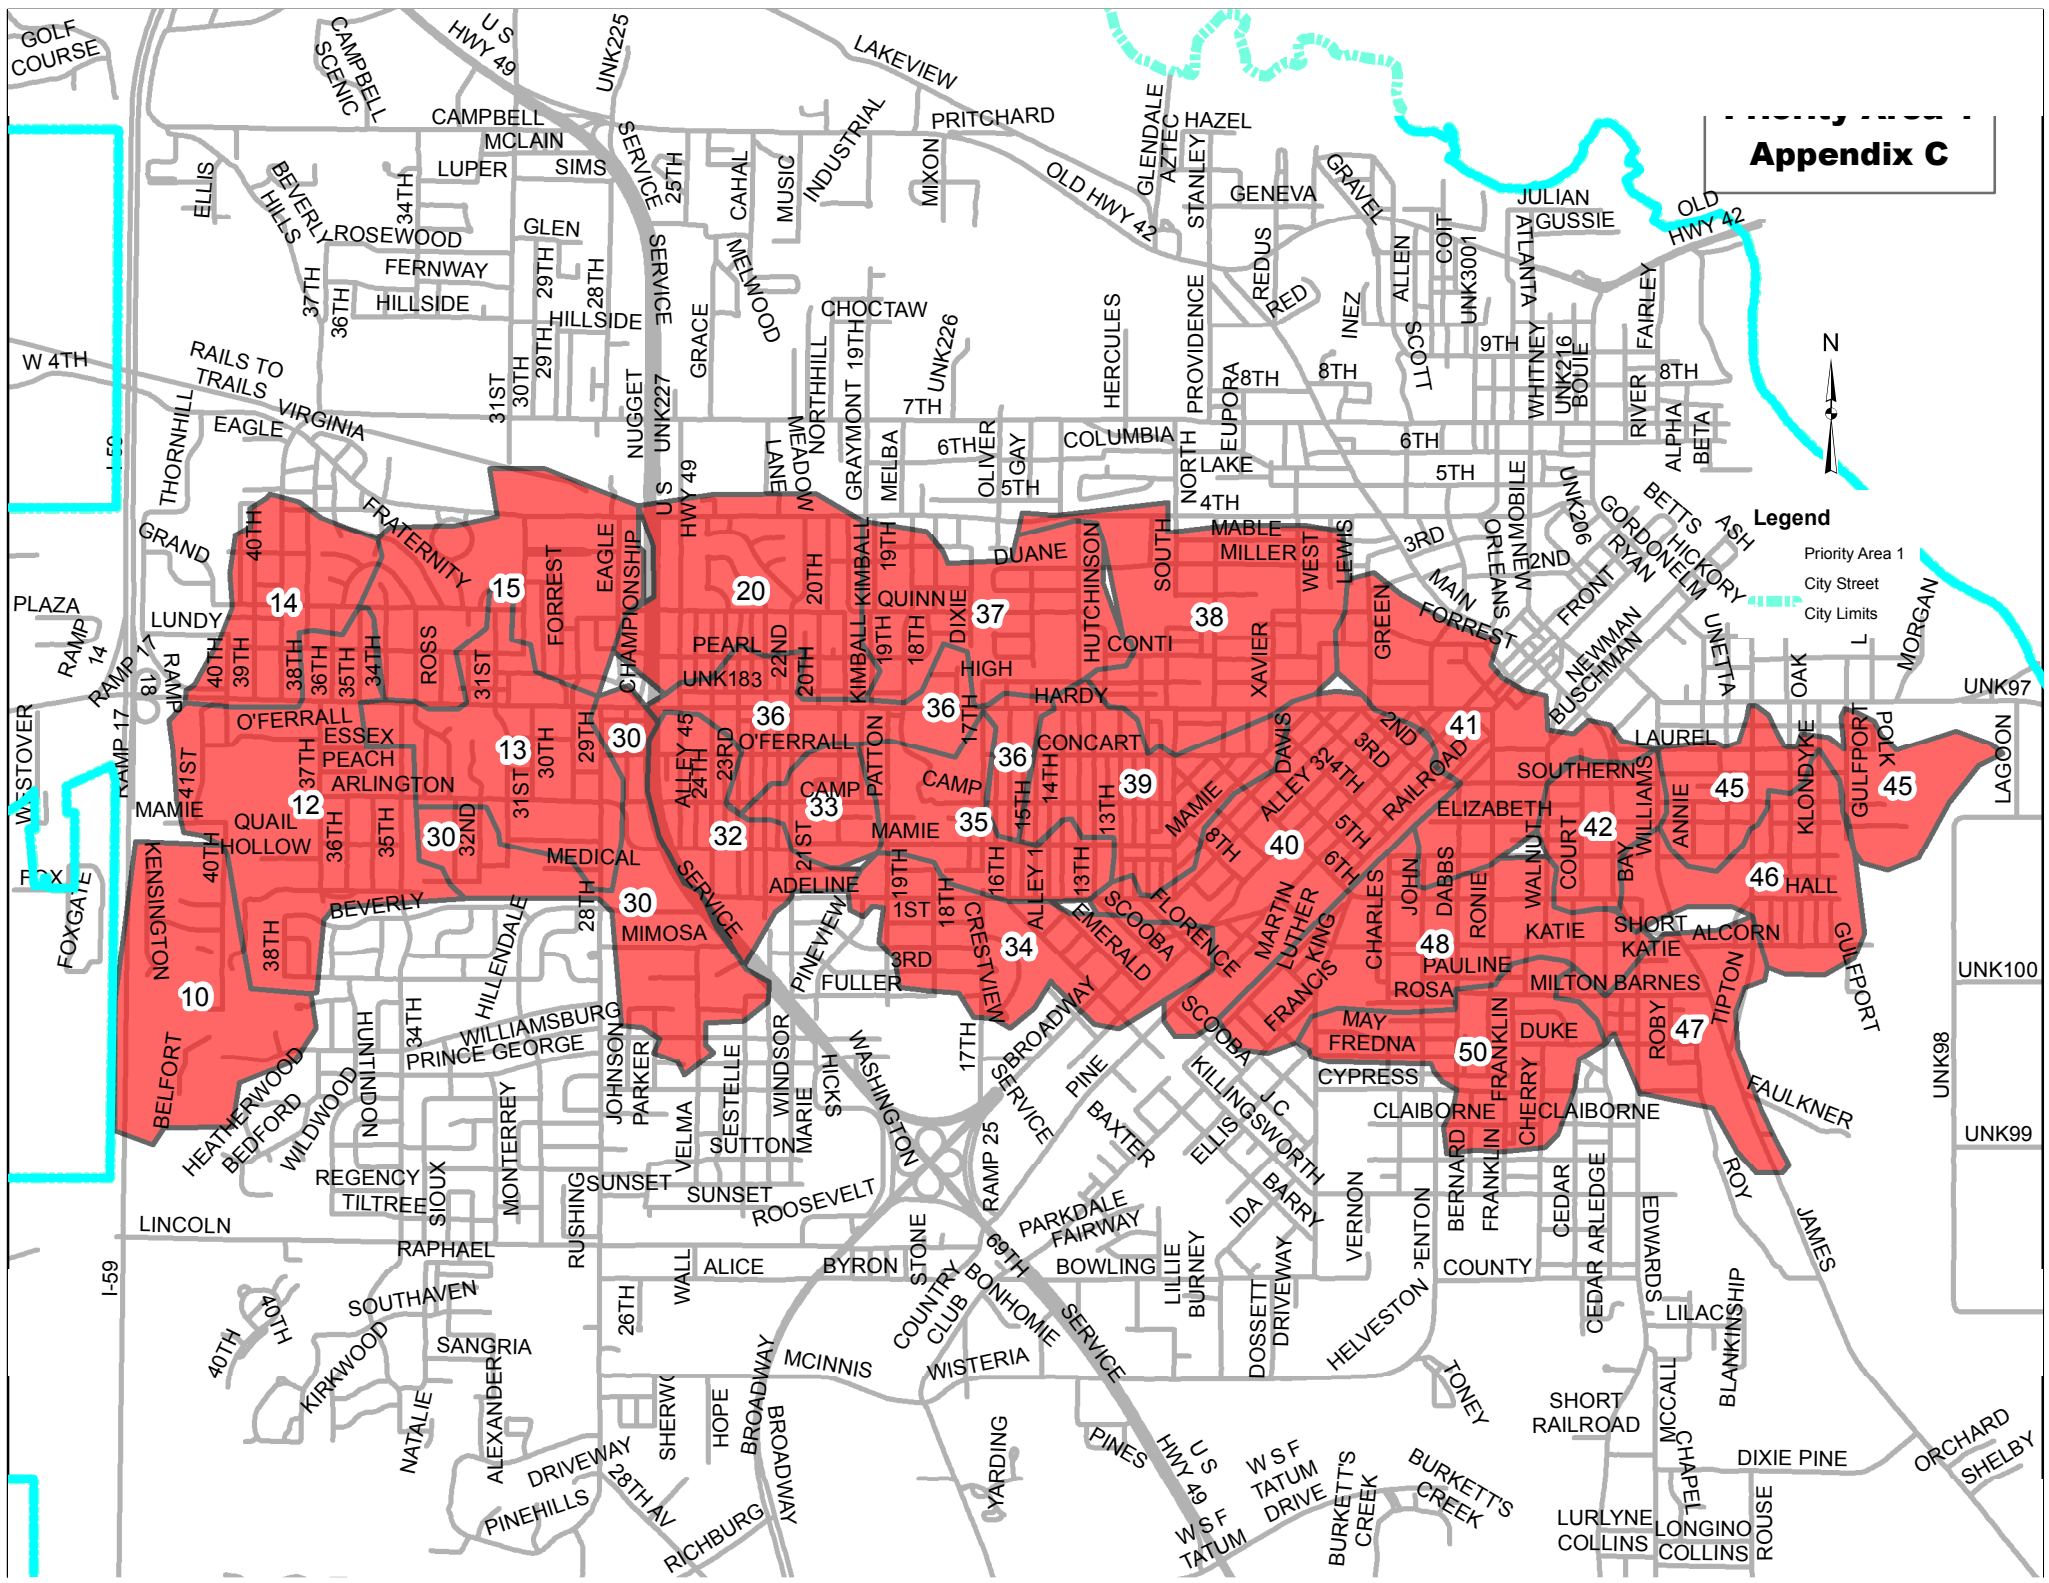 GOLF
COURSE
CAMPBELL
SCENIC
U S
HWY 49
UNK225
LAKEVIEW
GLENDALE
AZTEC
HAZEL
CAMPBELL
MCLAIN
LUPER
SIMS
SERVICE
25TH
CAHAL
MUSIC
INDUSTRIAL
PRITCHARD
MIXON
OLD HWY 42
STANLEY
GENEVA
GRAVEL
Appendix C
JULIAN
GUSSIE
OLD
HWY 42
ELLIS
BEVERLY
HILLS
34TH
ROSEWOOD
FERNWAY
HILLSIDE
37TH
36TH
GLEN
29TH
28TH
HILLSIDE
29TH
30TH
31ST
SERVICE
MELWOOD
GRACE
CHOCTAW
NORTHHILL
19TH
GRAYMONT
UNK226
HERCULES
PROVIDENCE
REDUS
RED
INEZ
ALLEN
COIT
UNK3001
ATLANTA
SCOTT
9TH
WHITNEY
UNK216
BOUIE
FAIRLEY
8TH
8TH
8TH
RIVER
ALPHA
BETA
N
W 4TH
RAILS TO
TRAILS
VIRGINIA
EAGLE
THORNHILL
I-59
NUGGET
UNK227
7TH
MEADOW
LANE
MELBA
6TH
OLIVER
GAY
5TH
COLUMBIA
EUPORA
NORTH
LAKE
4TH
6TH
5TH
MOBILE
NEW
ORLEANS
UNK206
GORDON
RYAN
ELM
BETTS
HICKORY
ASH
Legend
Priority Area 1
City Street
City Limits
GRAND
40TH
FRATERNITY
U S
HWY 49
EAGLE
FORREST
CHAMPIONSHIP
14
15
20
20TH
KIMBALL
KIMBALL
19TH
DUANE
QUINN
DIXIE
37
HUTCHINSON
SOUTH
MABLE
MILLER
WEST
LEWIS
38
3RD
2ND
MAIN
FORREST
GREEN
FRONT
NEWMAN
BUSCHMAN
UNETTA
OAK
MORGAN
UNK97
PLAZA
RAMP
14
LUNDY
RAMP 17
18
RAMP
40TH
39TH
38TH
36TH
35TH
34TH
ROSS
31ST
PEARL
UNK183
22ND
20TH
19TH
18TH
HIGH
HARDY
CONTI
XAVIER
WESTOVER
RAMP 17
MAMIE
41ST
O'FERRALL
ESSEX
PEACH
ARLINGTON
37TH
12
QUAIL
HOLLOW
36TH
35TH
30
32ND
13
31ST
30TH
29TH
30
MEDICAL
ALLEY 45
24TH
23RD
36
O'FERRALL
CAMP
33
32
21ST
PATTON
36
17TH
CAMP
MAMIE
35
36
15TH
14TH
CONCART
39
13TH
MAMIE
8TH
DAVIS
ALLEY 32
4TH
3RD
2ND
41
RAILROAD
5TH
6TH
40
ELIZABETH
SOUTHERN
42
COURT
WALNUT
BAY
WILLIAMS
LAUREL
ANNIE
45
KLONDYKE
GULFPORT
POLK
45
LAGOON
46
HALL
FOX
FOXGATE
KENSINGTON
40TH
38TH
BEVERLY
10
BELFORT
HILLENDALE
28TH
30
MIMOSA
SERVICE
ADELINE
PINEVIEW
FULLER
19TH
1ST
18TH
3RD
CRESTVIEW
16TH
ALLEY 1
13TH
34
EMERALD
SCOOBA
FLORENCE
BROADWAY
MARTIN
LUTHER
KING
FRANCIS
SCOOBA
CHARLES
JOHN
DABBS
RONIE
48
PAULINE
ROSA
MAY
FREDNA
CYPRESS
50
FRANKLIN
DUKE
CHERRY
KATIE
SHORT
KATIE
MILTON BARNES
ALCORN
TIPTON
ROBY
47
GULFPORT
FAULKNER
UNK100
UNK98
UNK99
HEATHERWOOD
BEDFORD
WILDWOOD
HUNTINDON
34TH
WILLIAMSBURG
PRINCE GEORGE
MONTERREY
JOHNSON
PARKER
VELMA
ESTELLE
WINDSOR
MARIE
HICKS
WASHINGTON
17TH
SERVICE
PINE
BAXTER
KILLINGSWORTH
J C
ELLIS
BARRY
IDA
CLAIBORNE
CLAIBORNE
BERNARD
FRANKLIN
REGENCY
TILTREE
SIOUX
RUSHING
SUNSET
SUTTON
SUNSET
ROOSEVELT
RAMP 25
PARKDALE
FAIRWAY
VERNON
PENTON
BERNARD
FRANKLIN
CEDAR
ARLEDGE
EDWARDS
ROY
JAMES
LINCOLN
I-59
RAPHAEL
SOUTHAVEN
40TH
40TH
KIRKWOOD
SANGRIA
NATALIE
ALEXANDER
26TH
WALL
ALICE
BYRON
STONE
COUNTRY
CLUB
69TH
BONHOMIE
BOWLING
LILLIE
BURNEY
DOSSETT
DRIVEWAY
COUNTY
CEDAR
HELVESTON
TONEY
LILAC
BLANKINSHIP
MCCALL
CHAPEL
SHORT
RAILROAD
DIXIE PINE
ORCHARD
SHELBY
MCINNIS
WISTERIA
SERVICE
BROADWAY
BROADWAY
HOPE
SHERWO
DRIVEWAY
PINEHILLS
28TH AV
RICHBURG
YARDING
PINES
U S
HWY 49
W S F
TATUM
W S F
TATUM
DRIVE
BURKETT'S
CREEK
BURKETT'S
CREEK
LURLYNE
COLLINS
LONGINO
COLLINS
ROUSE